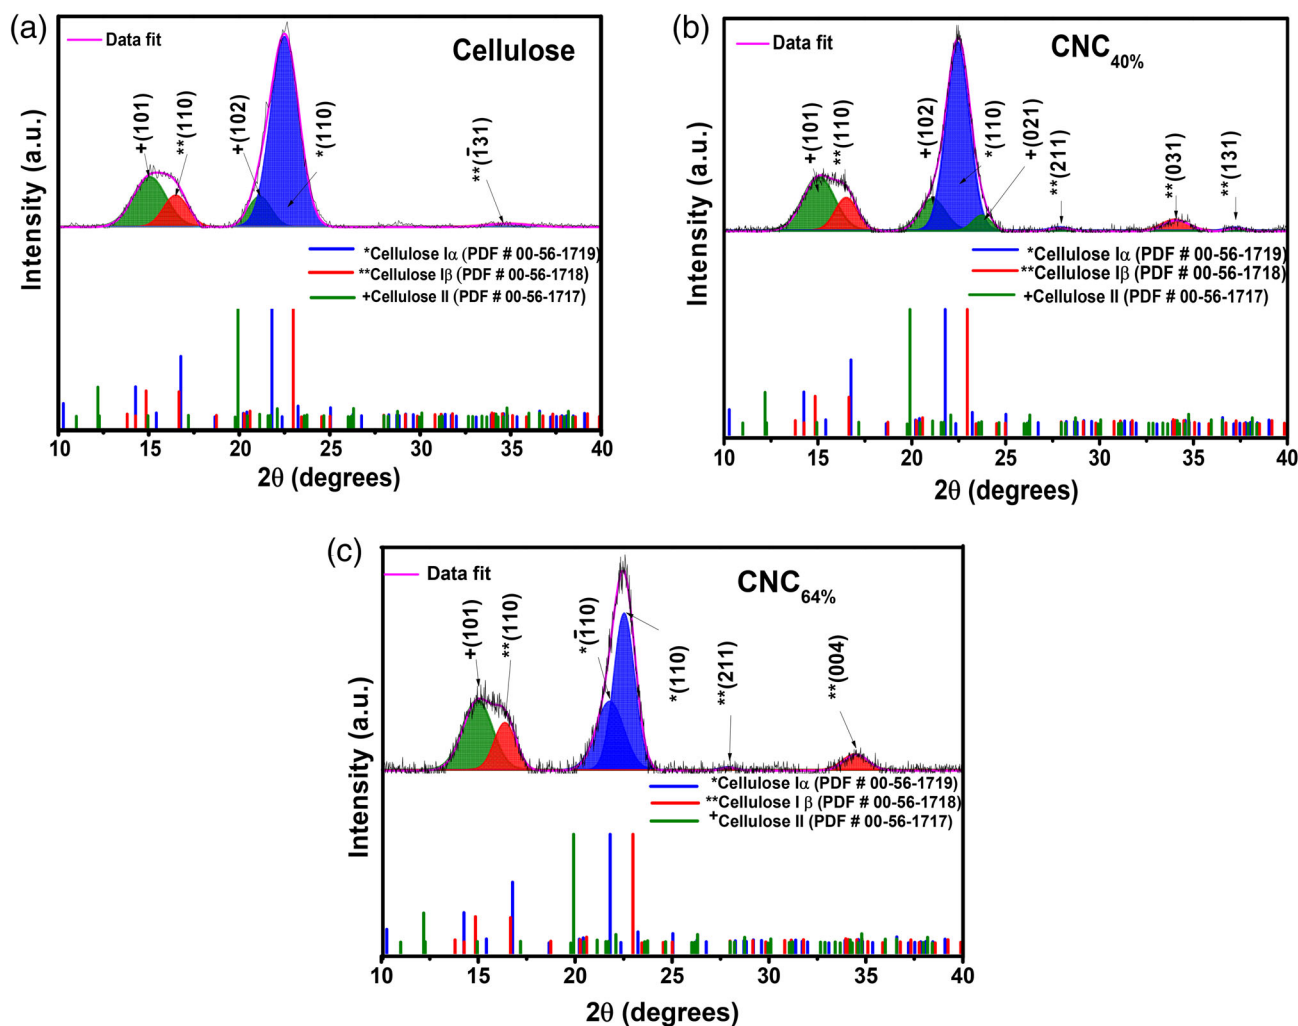 (a)
Data fit
Cellulose
+(101)
**(110)
+(102)
*(110)
**(1̄31)
Intensity (a.u.)
*Cellulose Iα (PDF # 00-56-1719)
**Cellulose Iβ (PDF # 00-56-1718)
+Cellulose II (PDF # 00-56-1717)
10 15 20 25 30 35 40
2θ (degrees)
(b)
Data fit
CNC40%
+(101)
**(110)
+(102)
*(110)
+(021)
**(211)
**(031)
**(131)
Intensity (a.u.)
*Cellulose Iα (PDF # 00-56-1719)
**Cellulose Iβ (PDF # 00-56-1718)
+Cellulose II (PDF # 00-56-1717)
10 15 20 25 30 35 40
2θ (degrees)
(c)
Data fit
CNC64%
+(101)
**(110)
*(1̄10)
*(110)
**(211)
**(004)
Intensity (a.u.)
*Cellulose Iα (PDF # 00-56-1719)
**Cellulose I β (PDF # 00-56-1718)
+Cellulose II (PDF # 00-56-1717)
10 15 20 25 30 35 40
2θ (degrees)